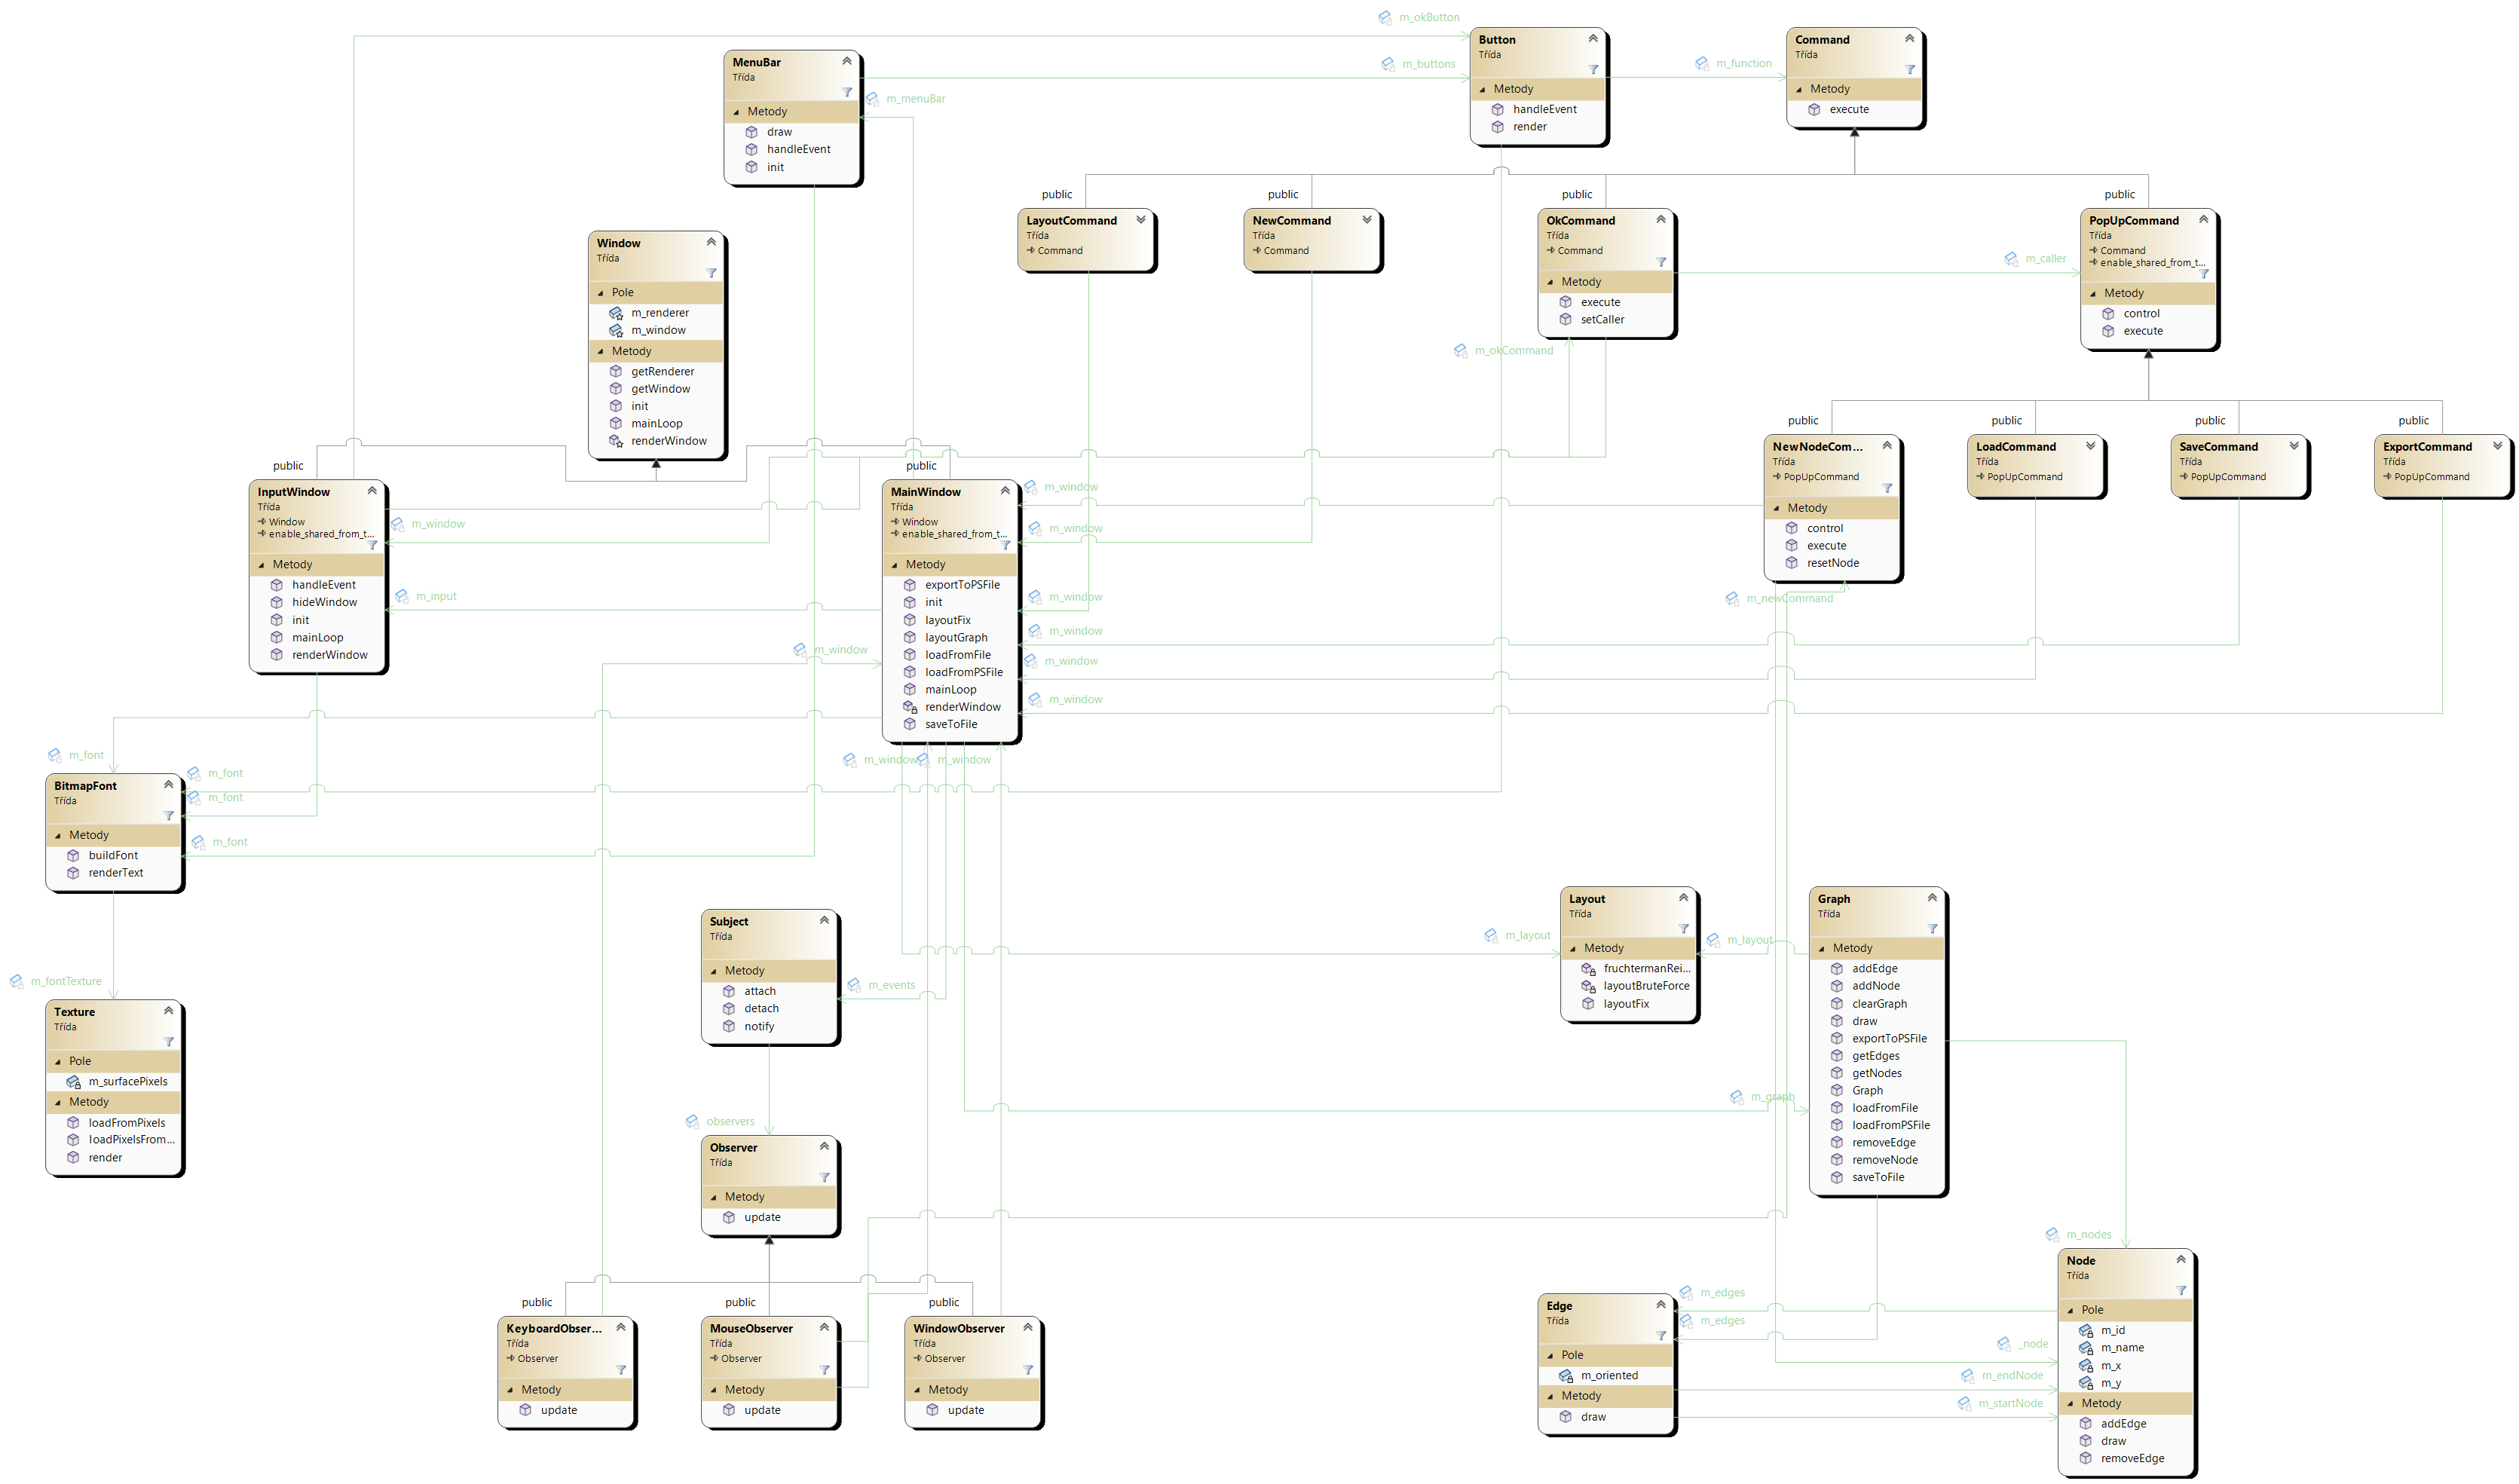 m_okButton
MenuBar
Třída
Metody
draw
handleEvent
init
m_buttons
m_menuBar
Button
Třída
Metody
handleEvent
render
m_function
Command
Třída
Metody
execute
public
public
public
public
LayoutCommand
Třída
Command
NewCommand
Třída
Command
OkCommand
Třída
Command
Metody
execute
setCaller
m_caller
PopUpCommand
Třída
Command
enable_shared_from_t...
Metody
control
execute
Window
Třída
Pole
m_renderer
m_window
Metody
getRenderer
getWindow
init
mainLoop
renderWindow
m_okCommand
public
public
public
public
NewNodeCom...
Třída
PopUpCommand
Metody
control
execute
resetNode
LoadCommand
Třída
PopUpCommand
SaveCommand
Třída
PopUpCommand
ExportCommand
Třída
PopUpCommand
public
public
InputWindow
Třída
Window
enable_shared_from_t...
Metody
handleEvent
hideWindow
init
mainLoop
renderWindow
m_window
m_input
MainWindow
Třída
Window
enable_shared_from_t...
Metody
exportToPSFile
init
layoutFix
layoutGraph
loadFromFile
loadFromPSFile
mainLoop
renderWindow
saveToFile
m_window
m_window
m_window
m_window
m_window
m_window
m_window
m_newCommand
m_window
m_window
m_font
m_font
m_font
m_font
BitmapFont
Třída
Metody
buildFont
renderText
m_fontTexture
Texture
Třída
Pole
m_surfacePixels
Metody
loadFromPixels
loadPixelsFrom...
render
Subject
Třída
Metody
attach
detach
notify
m_events
observers
Observer
Třída
Metody
update
Layout
Třída
Metody
fruchtermanRei...
layoutBruteForce
layoutFix
m_layout
m_layout
Graph
Třída
Metody
addEdge
addNode
clearGraph
draw
exportToPSFile
getEdges
getNodes
Graph
loadFromFile
loadFromPSFile
removeEdge
removeNode
saveToFile
m_graph
m_nodes
public
public
public
KeyboardObser...
Třída
Observer
Metody
update
MouseObserver
Třída
Observer
Metody
update
WindowObserver
Třída
Observer
Metody
update
Edge
Třída
Pole
m_oriented
Metody
draw
m_edges
m_edges
_node
m_endNode
m_startNode
Node
Třída
Pole
m_id
m_name
m_x
m_y
Metody
addEdge
draw
removeEdge